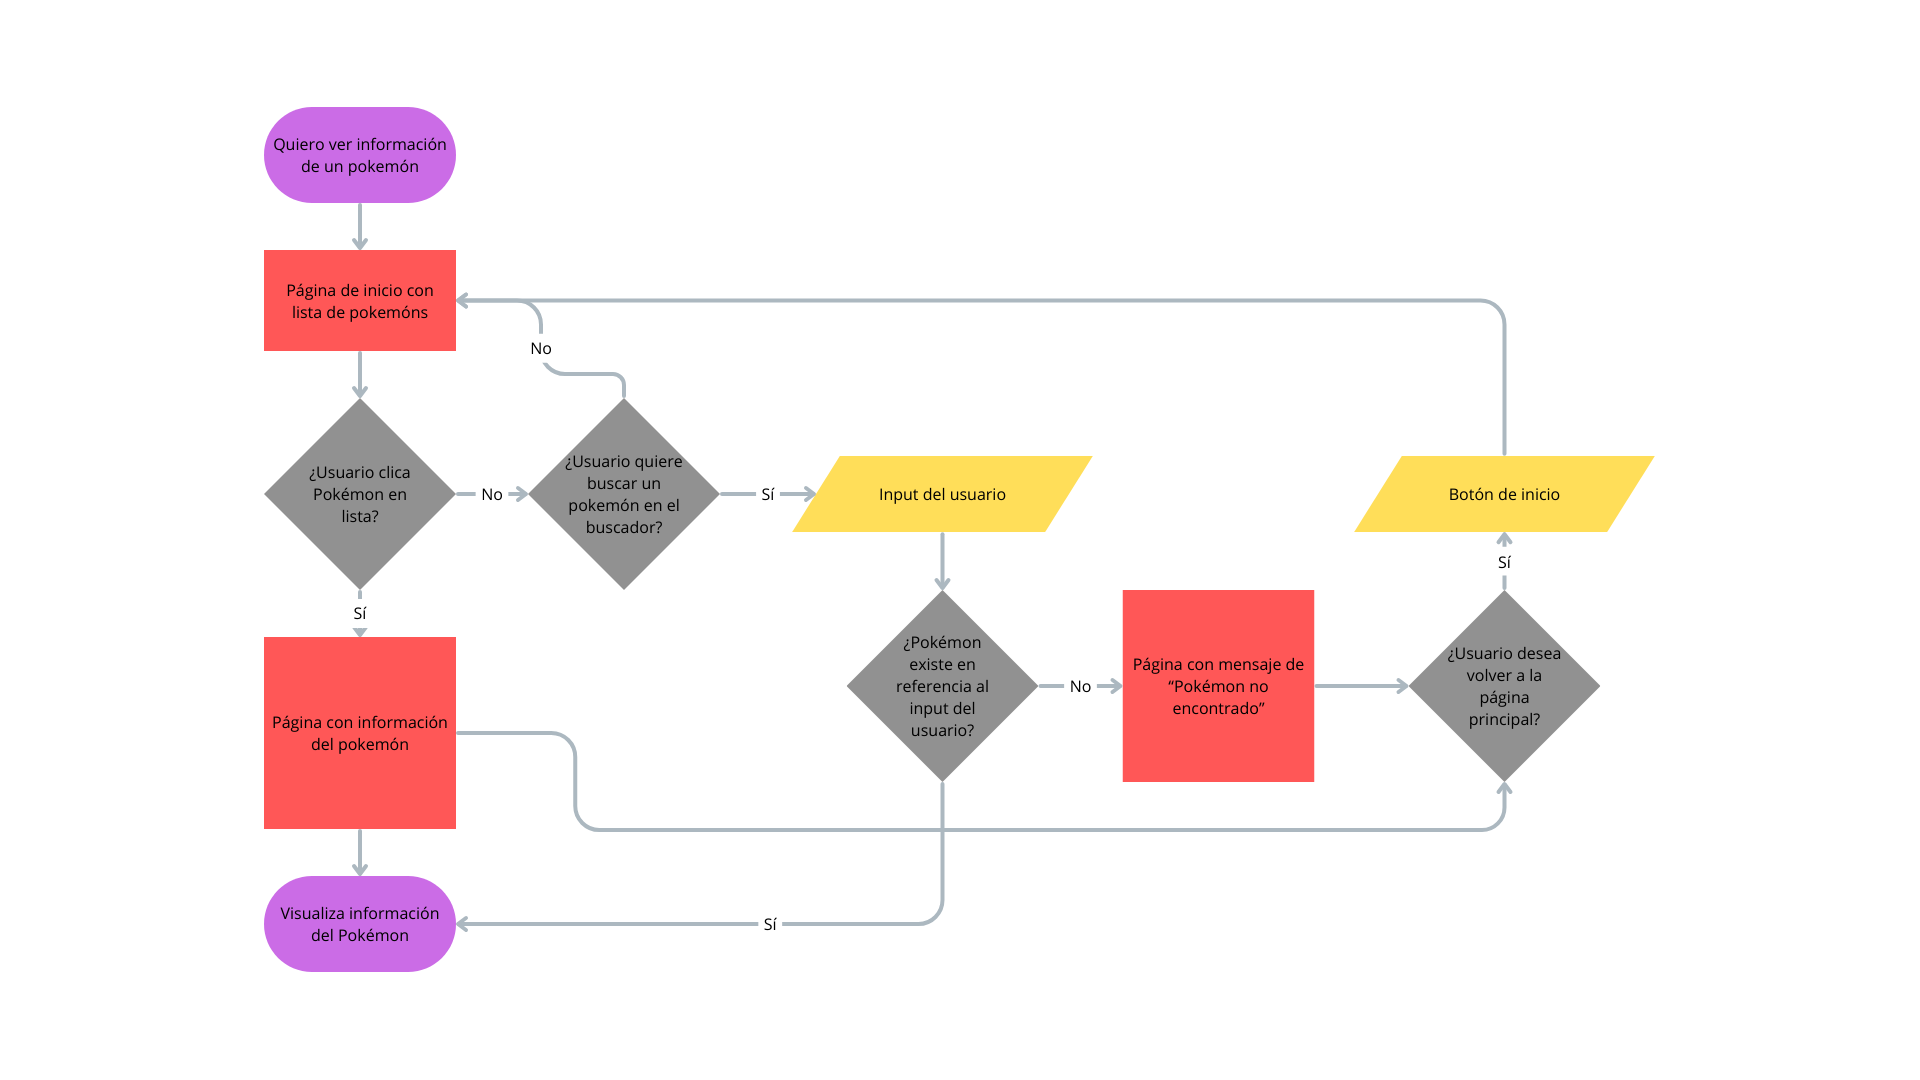 Quiero ver información
de un pokemón
Página de inicio con
lista de pokemóns
No
¿Usuario clica
Pokémon en
lista?
No
¿Usuario quiere
buscar un
pokemón en el
buscador?
Sí
Input del usuario
Botón de inicio
Sí
Sí
¿Pokémon
existe en
referencia al
input del
usuario?
No
Página con mensaje de
“Pokémon no
encontrado”
¿Usuario desea
volver a la
página
principal?
Página con información
del pokemón
Visualiza información
del Pokémon
Sí